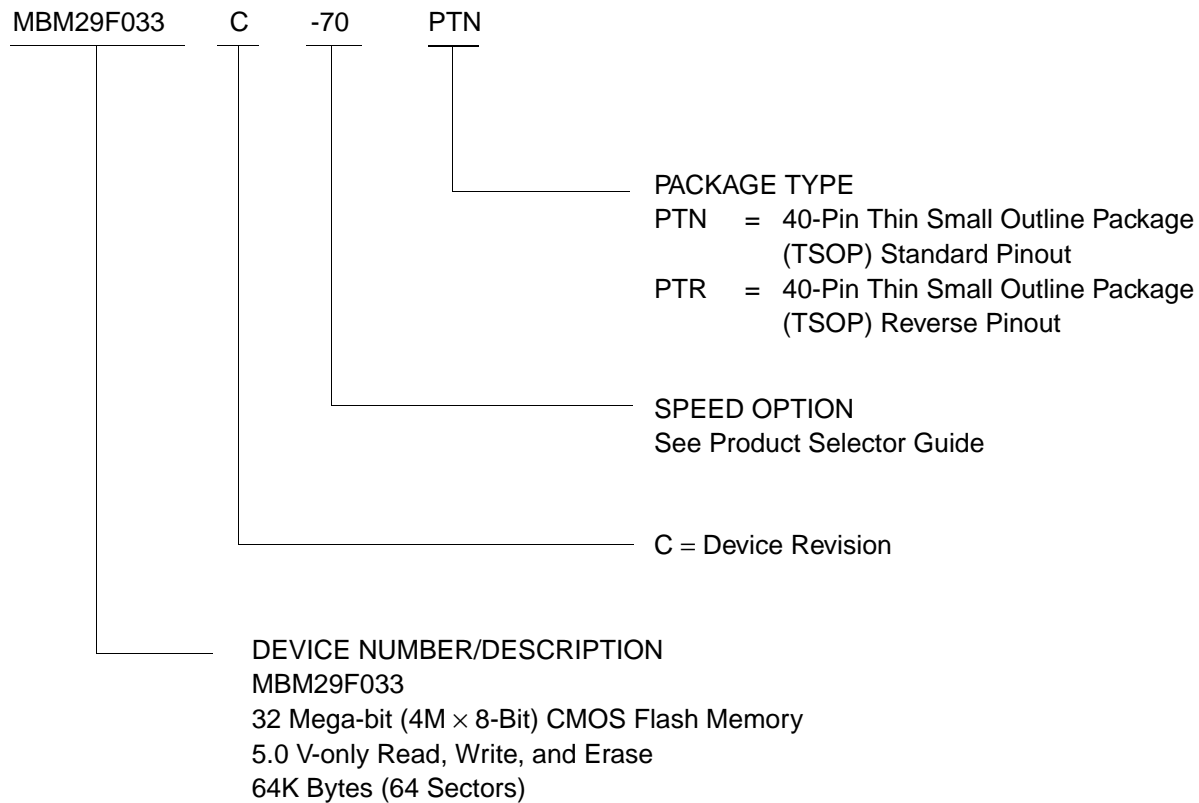 MBM29F033 C -70 PTN
PACKAGE TYPE
PTN = 40-Pin Thin Small Outline Package
(TSOP) Standard Pinout
PTR = 40-Pin Thin Small Outline Package
(TSOP) Reverse Pinout
SPEED OPTION
See Product Selector Guide
C = Device Revision
DEVICE NUMBER/DESCRIPTION
MBM29F033
32 Mega-bit (4M × 8-Bit) CMOS Flash Memory
5.0 V-only Read, Write, and Erase
64K Bytes (64 Sectors)